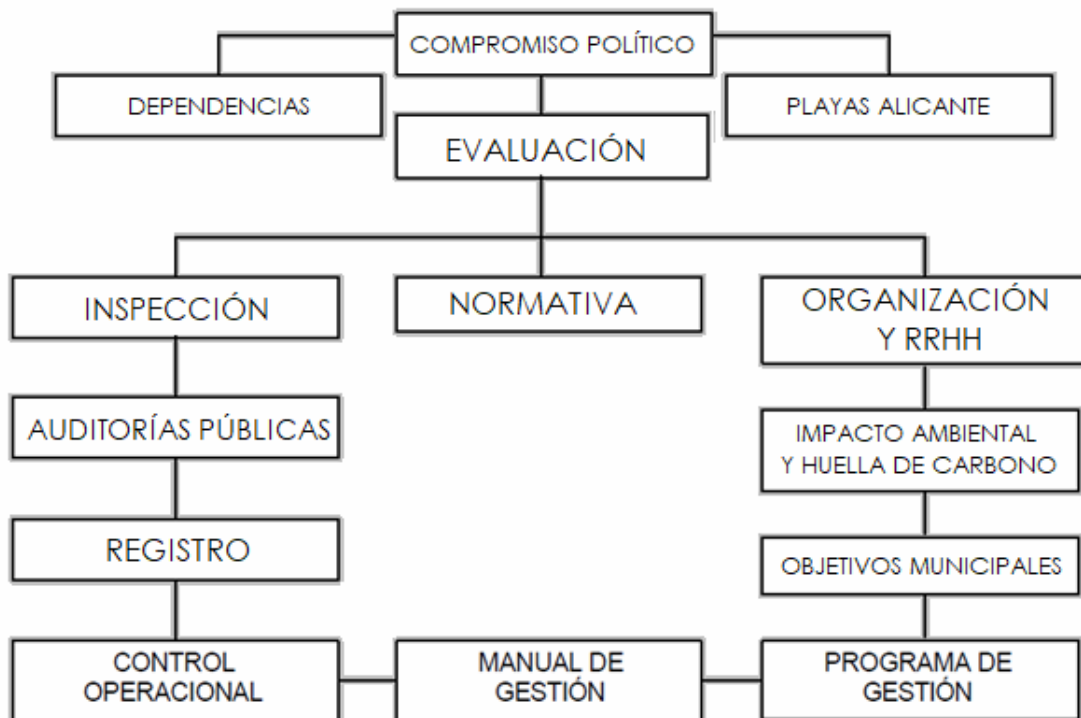 COMPROMISO POLÍTICO
DEPENDENCIAS
PLAYAS ALICANTE
EVALUACIÓN
INSPECCIÓN
NORMATIVA
ORGANIZACIÓN
Y RRHH
AUDITORÍAS PÚBLICAS
IMPACTO AMBIENTAL
Y HUELLA DE CARBONO
REGISTRO
OBJETIVOS MUNICIPALES
CONTROL
OPERACIONAL
MANUAL DE
GESTIÓN
PROGRAMA DE
GESTIÓN